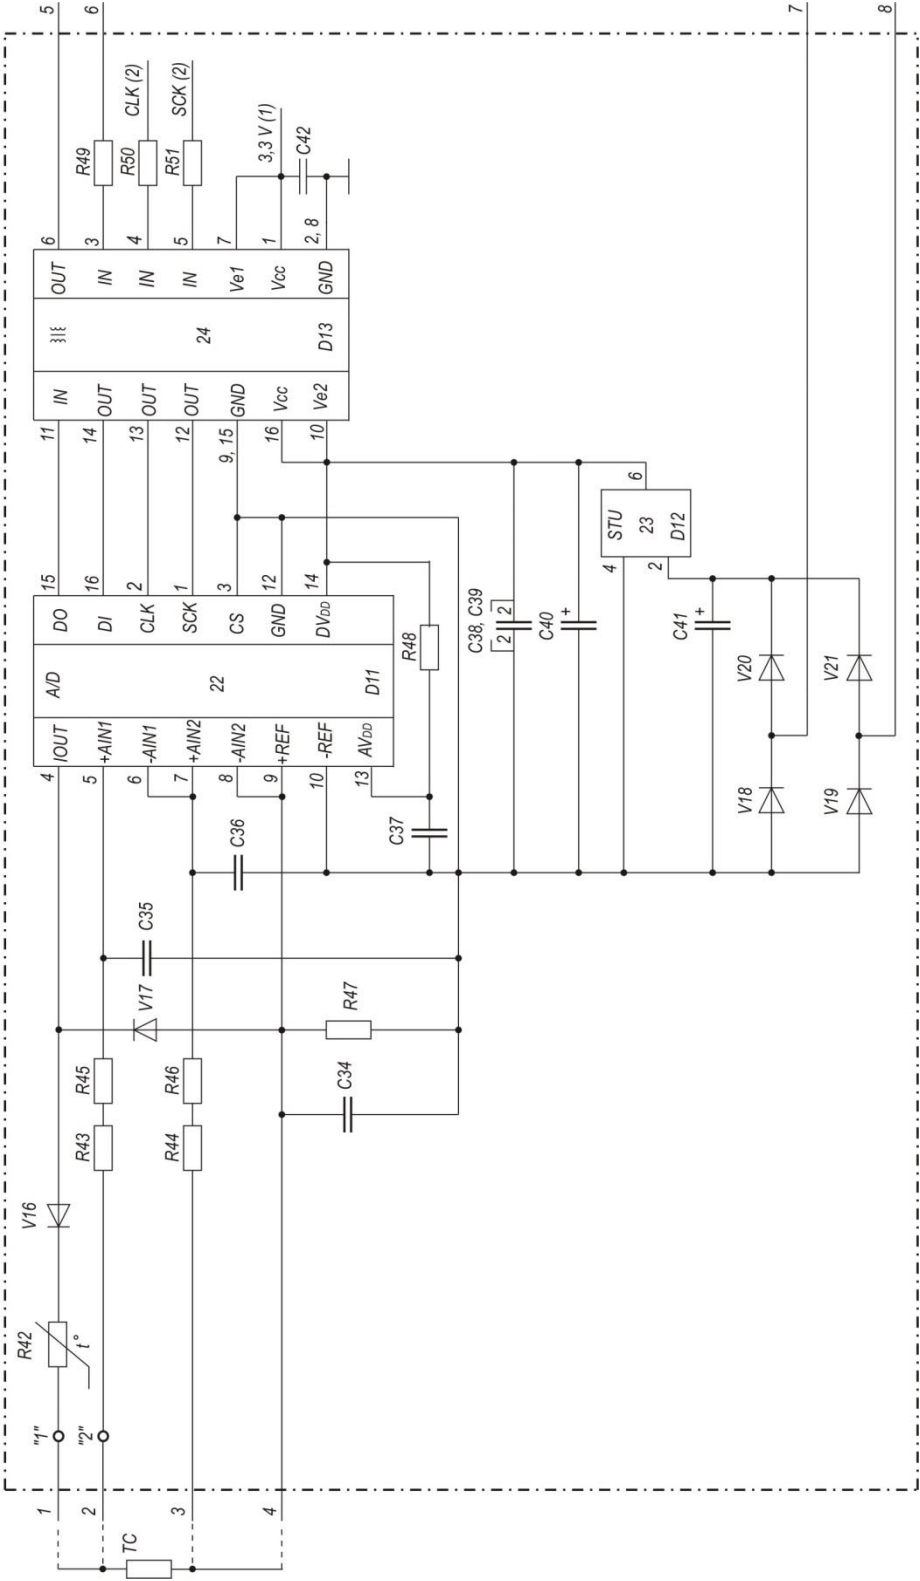 5
6
7
8
CLK (2)
SCK (2)
R49
R50
R51
3,3 V (1)
C42
6
3
4
5
7
1
2, 8
OUT
IN
IN
IN
Ve1
Vcc
GND
24
D13
IN
OUT
OUT
OUT
GND
Vcc
Ve2
11
14
13
12
9, 15
16
10
15
16
2
1
3
12
14
DO
DI
CLK
SCK
CS
GND
DVDD
A/D
22
D11
IOUT
+AIN1
-AIN1
+AIN2
-AIN2
+REF
-REF
AVDD
4
5
6
7
8
9
10
13
R48
C38, C39
2
2
C40
+
6
STU
23
D12
4
2
C41
+
V20
V21
V18
V19
C36
C37
C35
V17
R47
R45
R46
C34
R43
R44
V16
R42
t°
"1"
"2"
1
2
3
4
TC